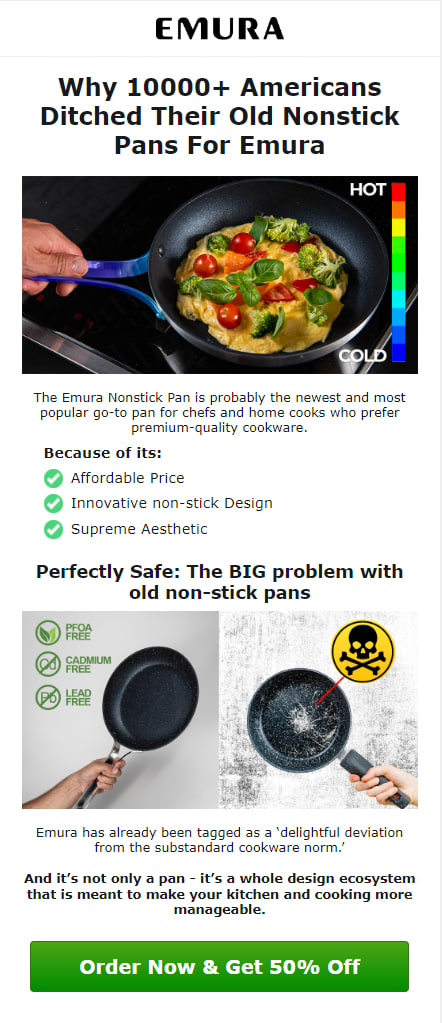 EMURA
Why 10000+ Americans
Ditched Their Old Nonstick
Pans For Emura
HOT
COLD
The Emura Nonstick Pan is probably the newest and most
popular go-to pan for chefs and home cooks who prefer
premium-quality cookware.
Because of its:
Affordable Price
Innovative non-stick Design
Supreme Aesthetic
Perfectly Safe: The BIG problem with
old non-stick pans
PFOA
FREE
Cd
CADMIUM
FREE
Pb
LEAD
FREE
Emura has already been tagged as a ‘delightful deviation
from the substandard cookware norm.’
And it’s not only a pan - it’s a whole design ecosystem
that is meant to make your kitchen and cooking more
manageable.
Order Now & Get 50% Off